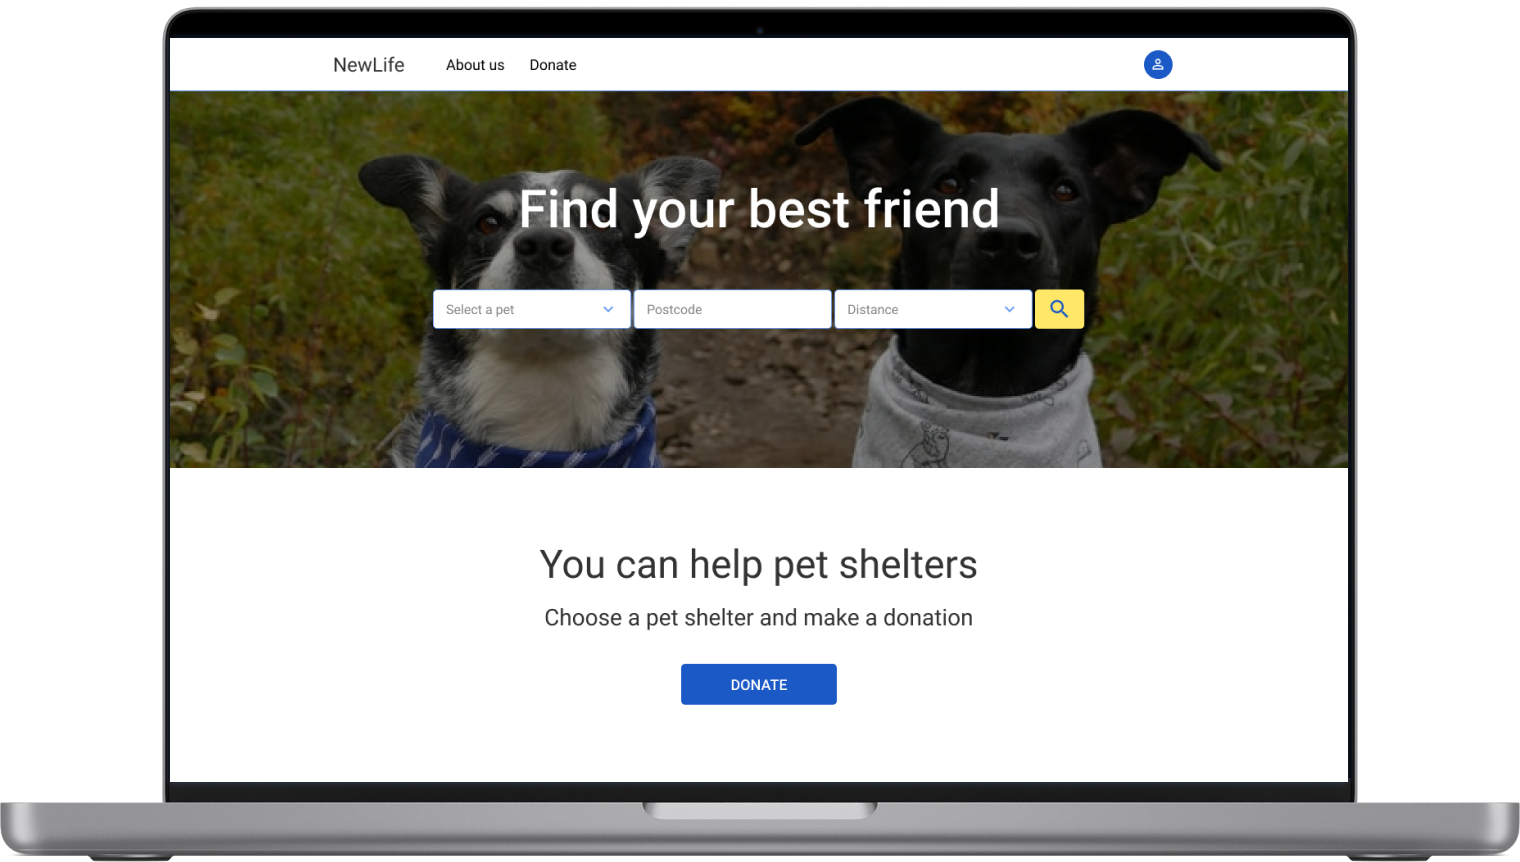 NewLife About us Donate
Find your best friend
Select a pet Postcode Distance
You can help pet shelters
Choose a pet shelter and make a donation
DONATE